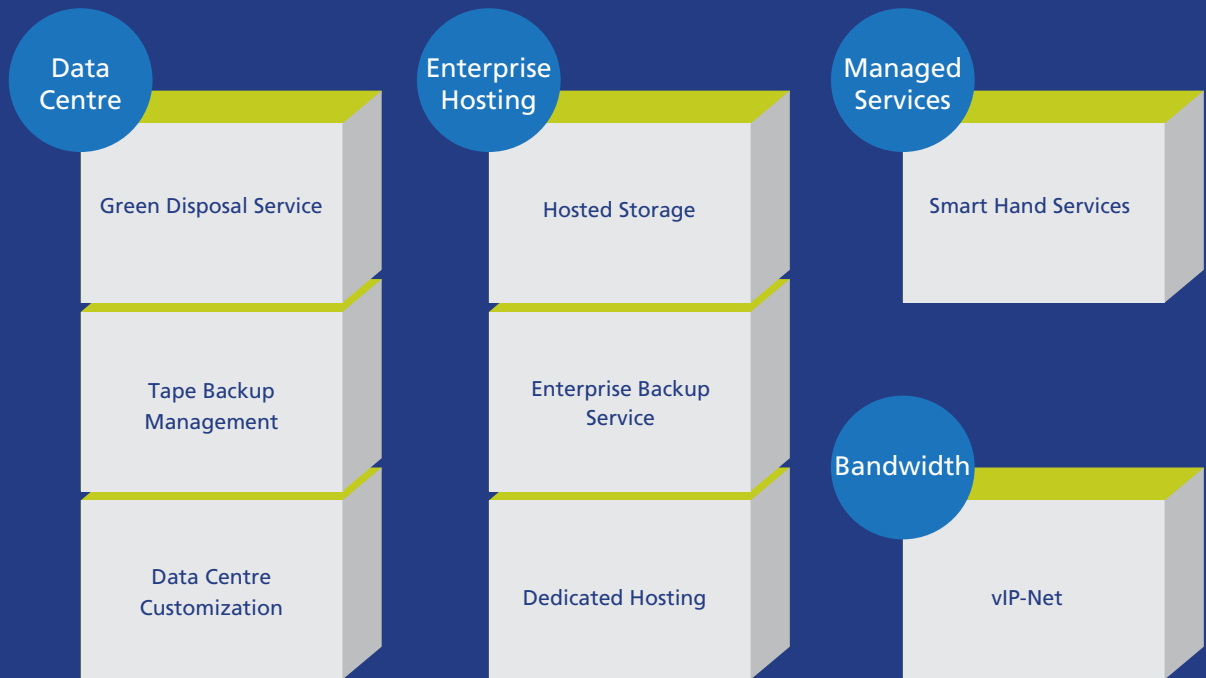 Data
Centre
Green Disposal Service
Tape Backup
Management
Data Centre
Customization
Enterprise
Hosting
Hosted Storage
Enterprise Backup
Service
Dedicated Hosting
Managed
Services
Smart Hand Services
Bandwidth
vIP-Net